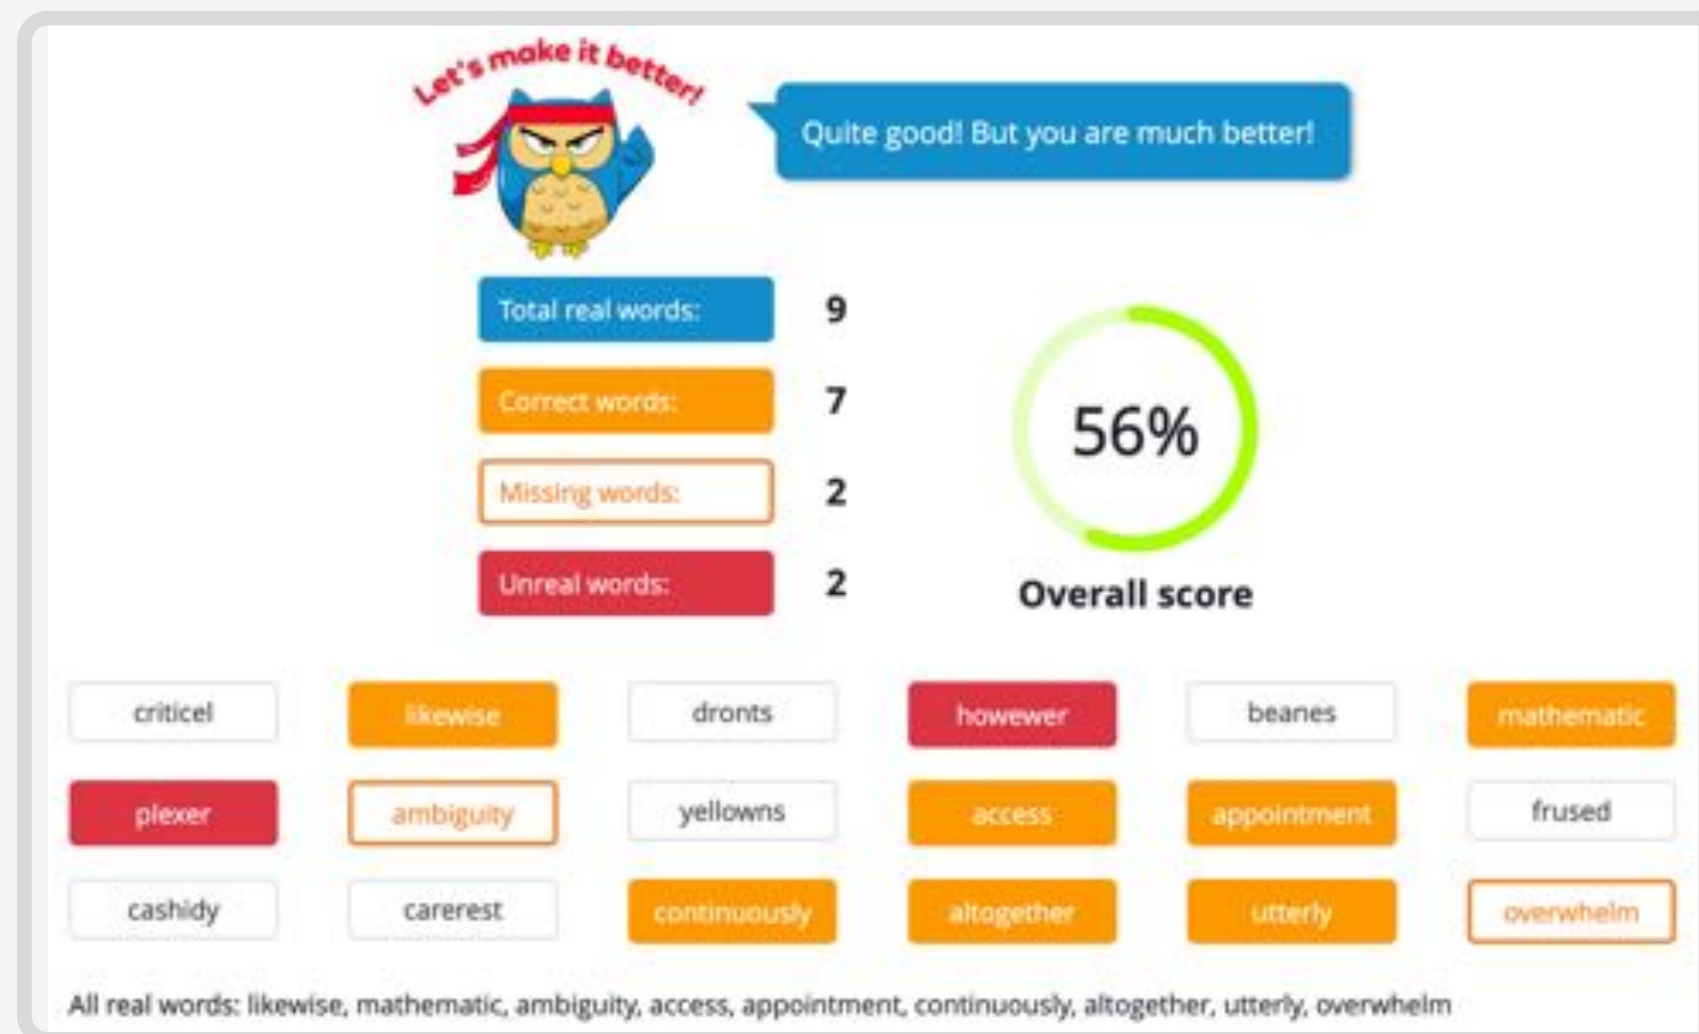 Let's make it better!
Quite good! But you are much better!
Total real words: 9
Correct words: 7
Missing words: 2
Unreal words: 2
56%
Overall score
criticel likewise dronts howewer beanes mathematic
plexer ambiguity yellowns access appointment frused
cashidy carerest continuously altogether utterly overwhelm
All real words: likewise, mathematic, ambiguity, access, appointment, continuously, altogether, utterly, overwhelm